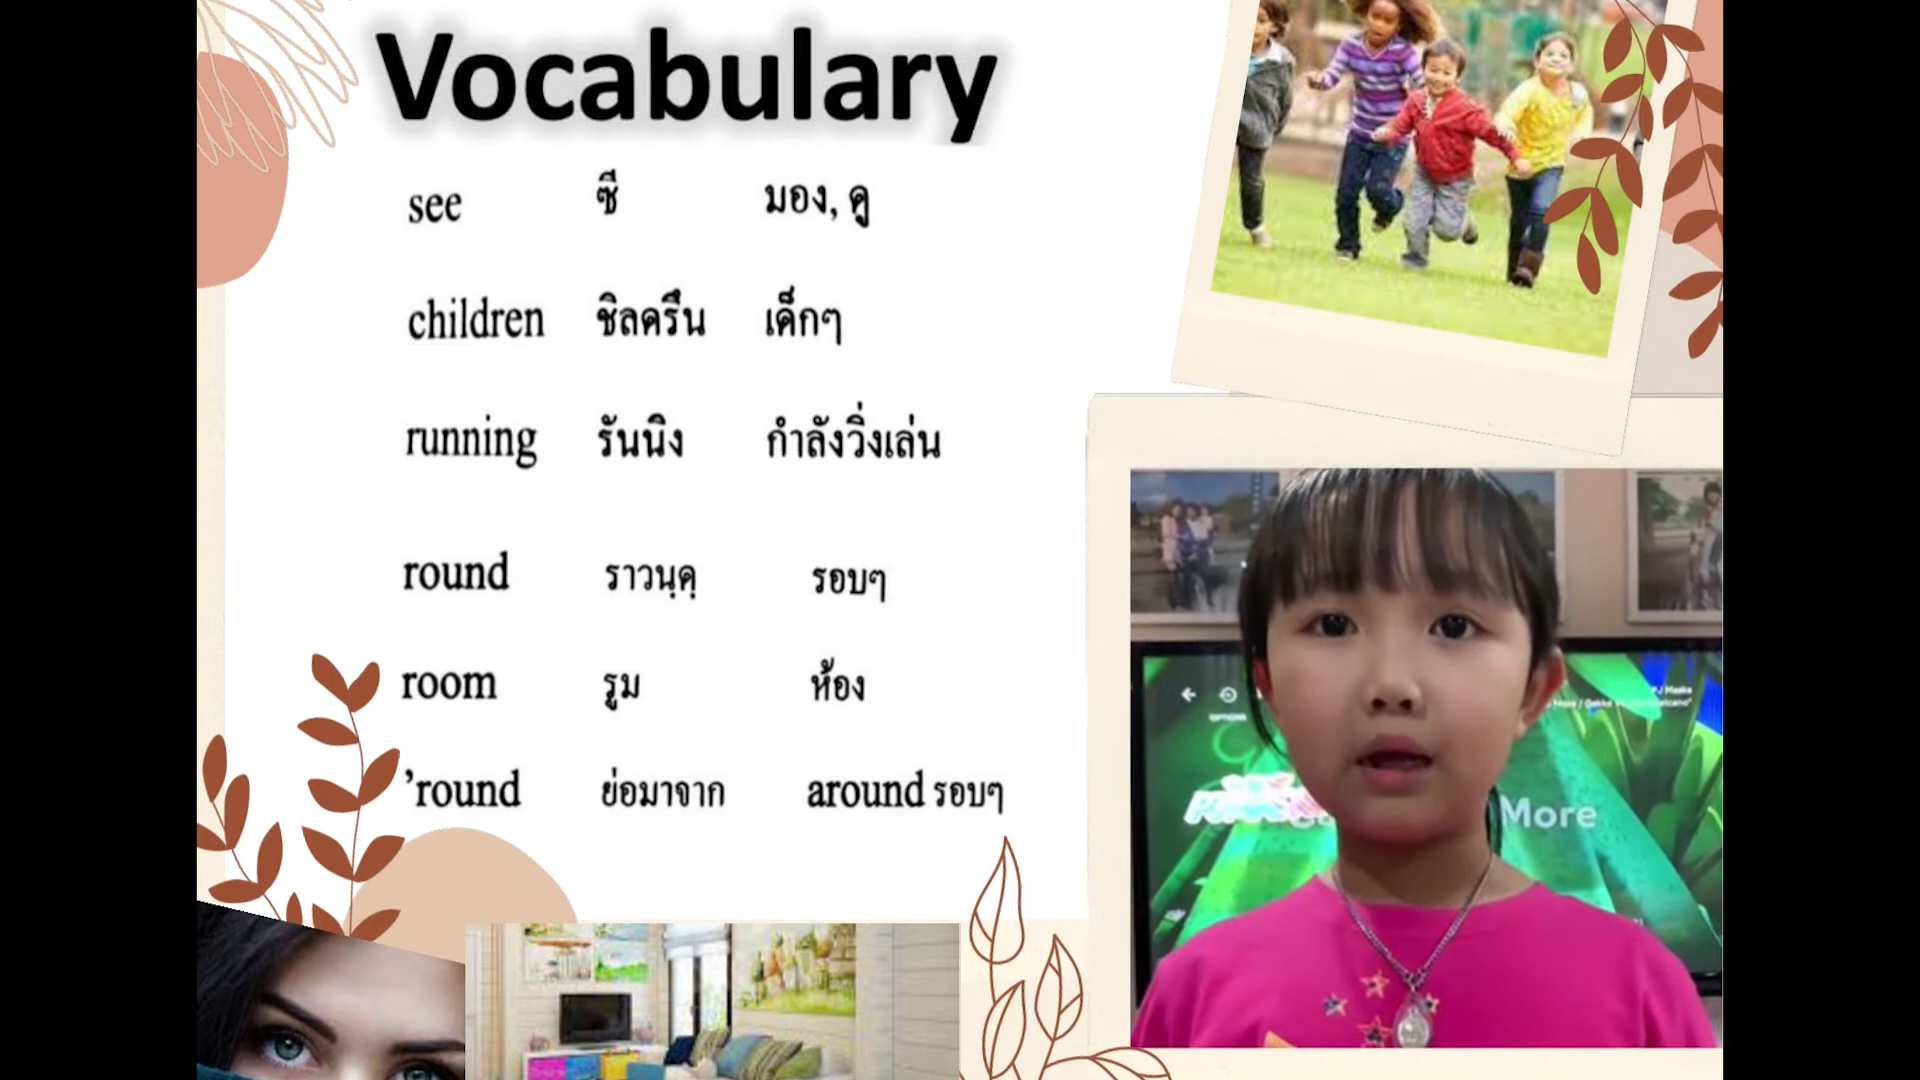 Vocabulary
see ซี มอง, ดู
children ชิลดรึน เด็กๆ
running รันนิง กำลังวิ่งเล่น
round ราวนฺดฺ รอบๆ
room รูม ห้อง
’round ย่อมาจาก around รอบๆ
OPTIONS
More